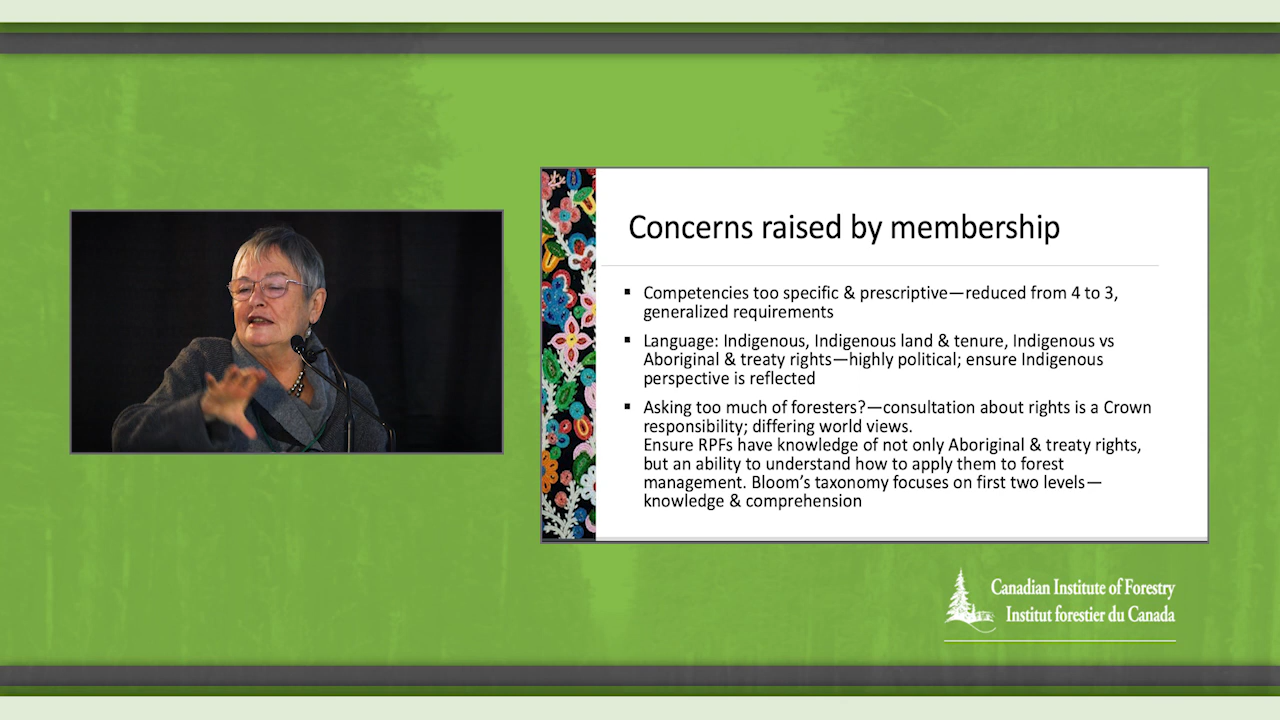 Concerns raised by membership
▪ Competencies too specific & prescriptive—reduced from 4 to 3,
generalized requirements
▪ Language: Indigenous, Indigenous land & tenure, Indigenous vs
Aboriginal & treaty rights—highly political; ensure Indigenous
perspective is reflected
▪ Asking too much of foresters?—consultation about rights is a Crown
responsibility; differing world views.
Ensure RPFs have knowledge of not only Aboriginal & treaty rights,
but an ability to understand how to apply them to forest
management. Bloom’s taxonomy focuses on first two levels—
knowledge & comprehension
Canadian Institute of Forestry
Institut forestier du Canada